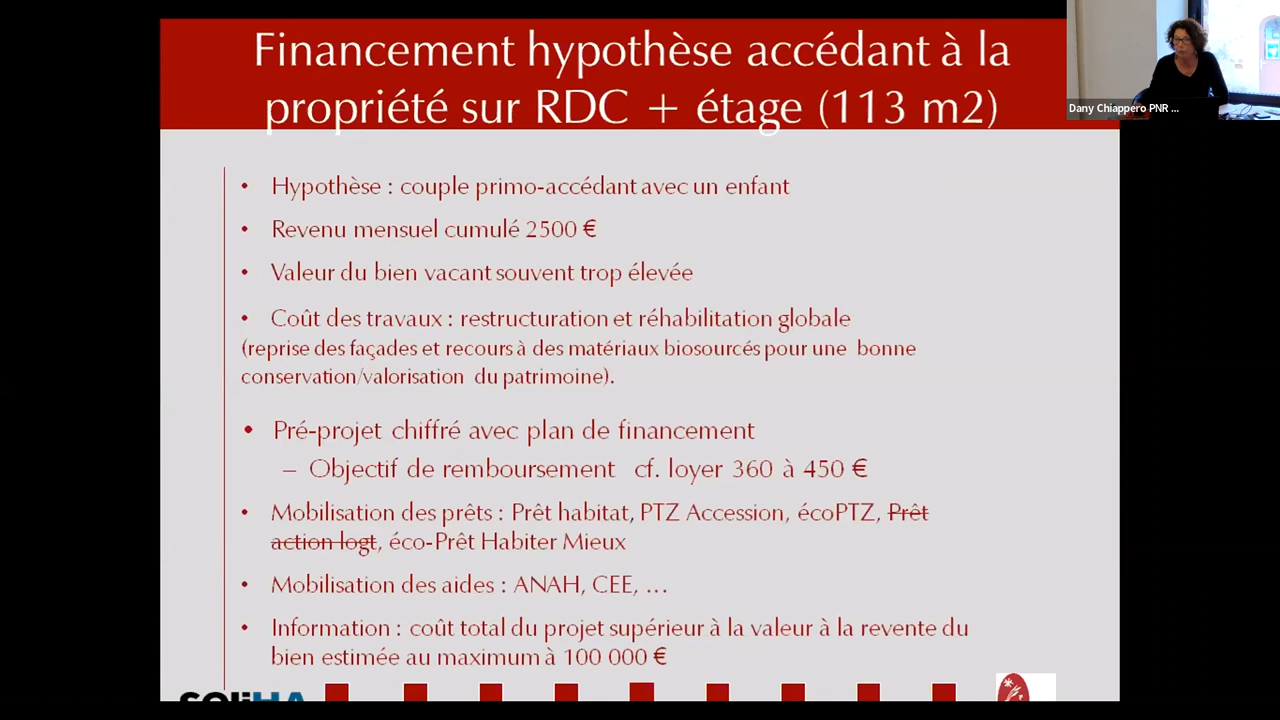 Financement hypothèse accédant à la
propriété sur RDC + étage (113 m2)
Dany Chiappero PNR ...
• Hypothèse : couple primo-accédant avec un enfant
• Revenu mensuel cumulé 2500 €
• Valeur du bien vacant souvent trop élevée
• Coût des travaux : restructuration et réhabilitation globale
(reprise des façades et recours à des matériaux biosourcés pour une bonne
conservation/valorisation du patrimoine).
• Pré-projet chiffré avec plan de financement
– Objectif de remboursement cf. loyer 360 à 450 €
• Mobilisation des prêts : Prêt habitat, PTZ Accession, écoPTZ, Prêt
action logt, éco-Prêt Habiter Mieux
• Mobilisation des aides : ANAH, CEE, …
• Information : coût total du projet supérieur à la valeur à la revente du
bien estimée au maximum à 100 000 €
SOLiHA